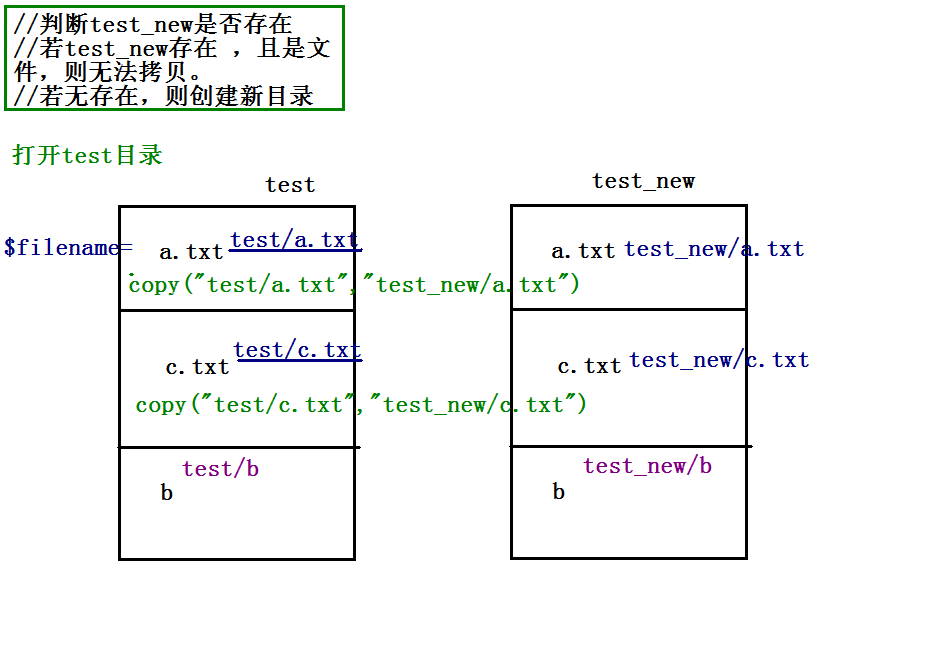 //判断test_new是否存在
//若test_new存在 ，且是文
件，则无法拷贝。
//若无存在，则创建新目录
打开test目录
test
test_new
$filename=
a.txt
test/a.txt
a.txt
test_new/a.txt
copy("test/a.txt","test_new/a.txt")
c.txt
test/c.txt
c.txt
test_new/c.txt
copy("test/c.txt","test_new/c.txt")
test/b
test_new/b
b
b